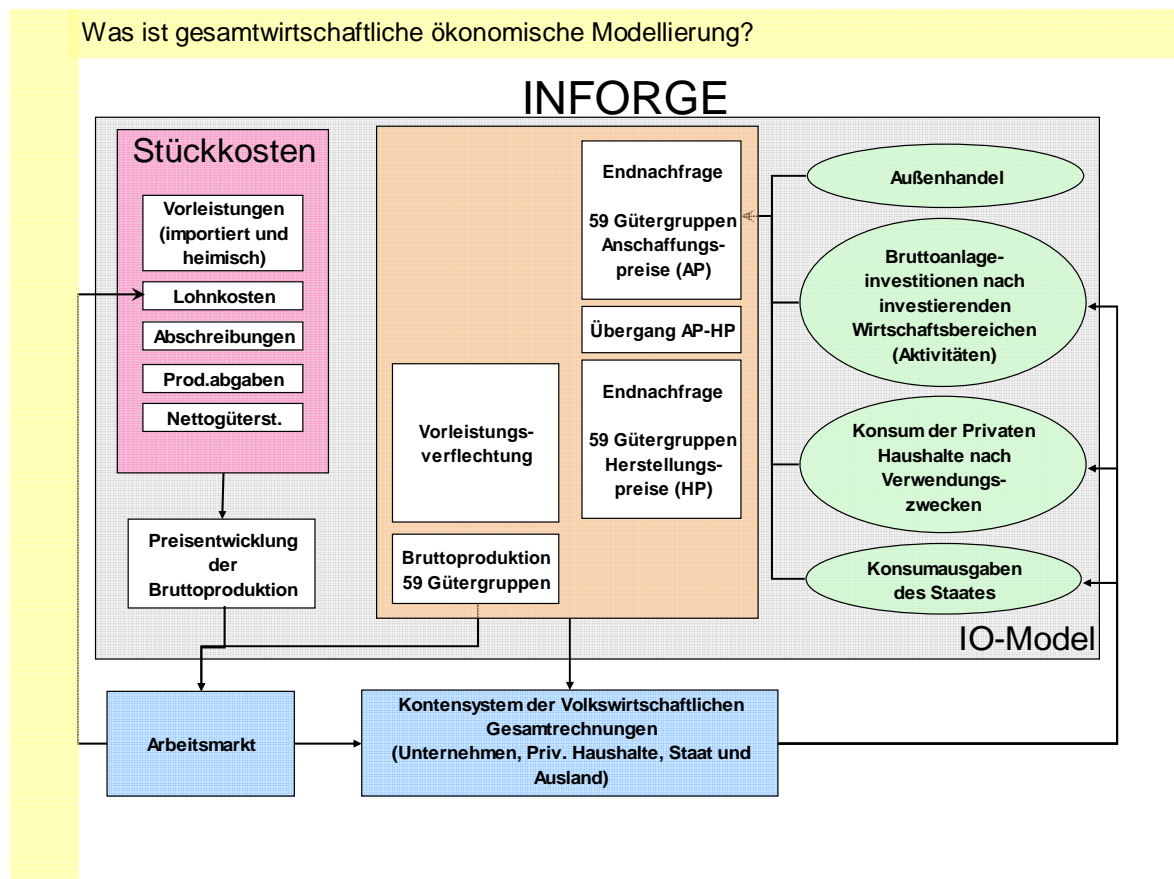 Was ist gesamtwirtschaftliche ökonomische Modellierung?
INFORGE
Stückkosten
Vorleistungen
(importiert und
heimisch)
Lohnkosten
Abschreibungen
Prod.abgaben
Nettogüterst.
Preisentwicklung
der
Bruttoproduktion
Endnachfrage
59 Gütergruppen
Anschaffungs-
preise (AP)
Übergang AP-HP
Endnachfrage
59 Gütergruppen
Herstellungs-
preise (HP)
Vorleistungs-
verflechtung
Bruttoproduktion
59 Gütergruppen
Außenhandel
Bruttoanlage-
investitionen nach
investierenden
Wirtschaftsbereichen
(Aktivitäten)
Konsum der Privaten
Haushalte nach
Verwendungs-
zwecken
Konsumausgaben
des Staates
IO-Model
Arbeitsmarkt
Kontensystem der Volkswirtschaftlichen
Gesamtrechnungen
(Unternehmen, Priv. Haushalte, Staat und
Ausland)